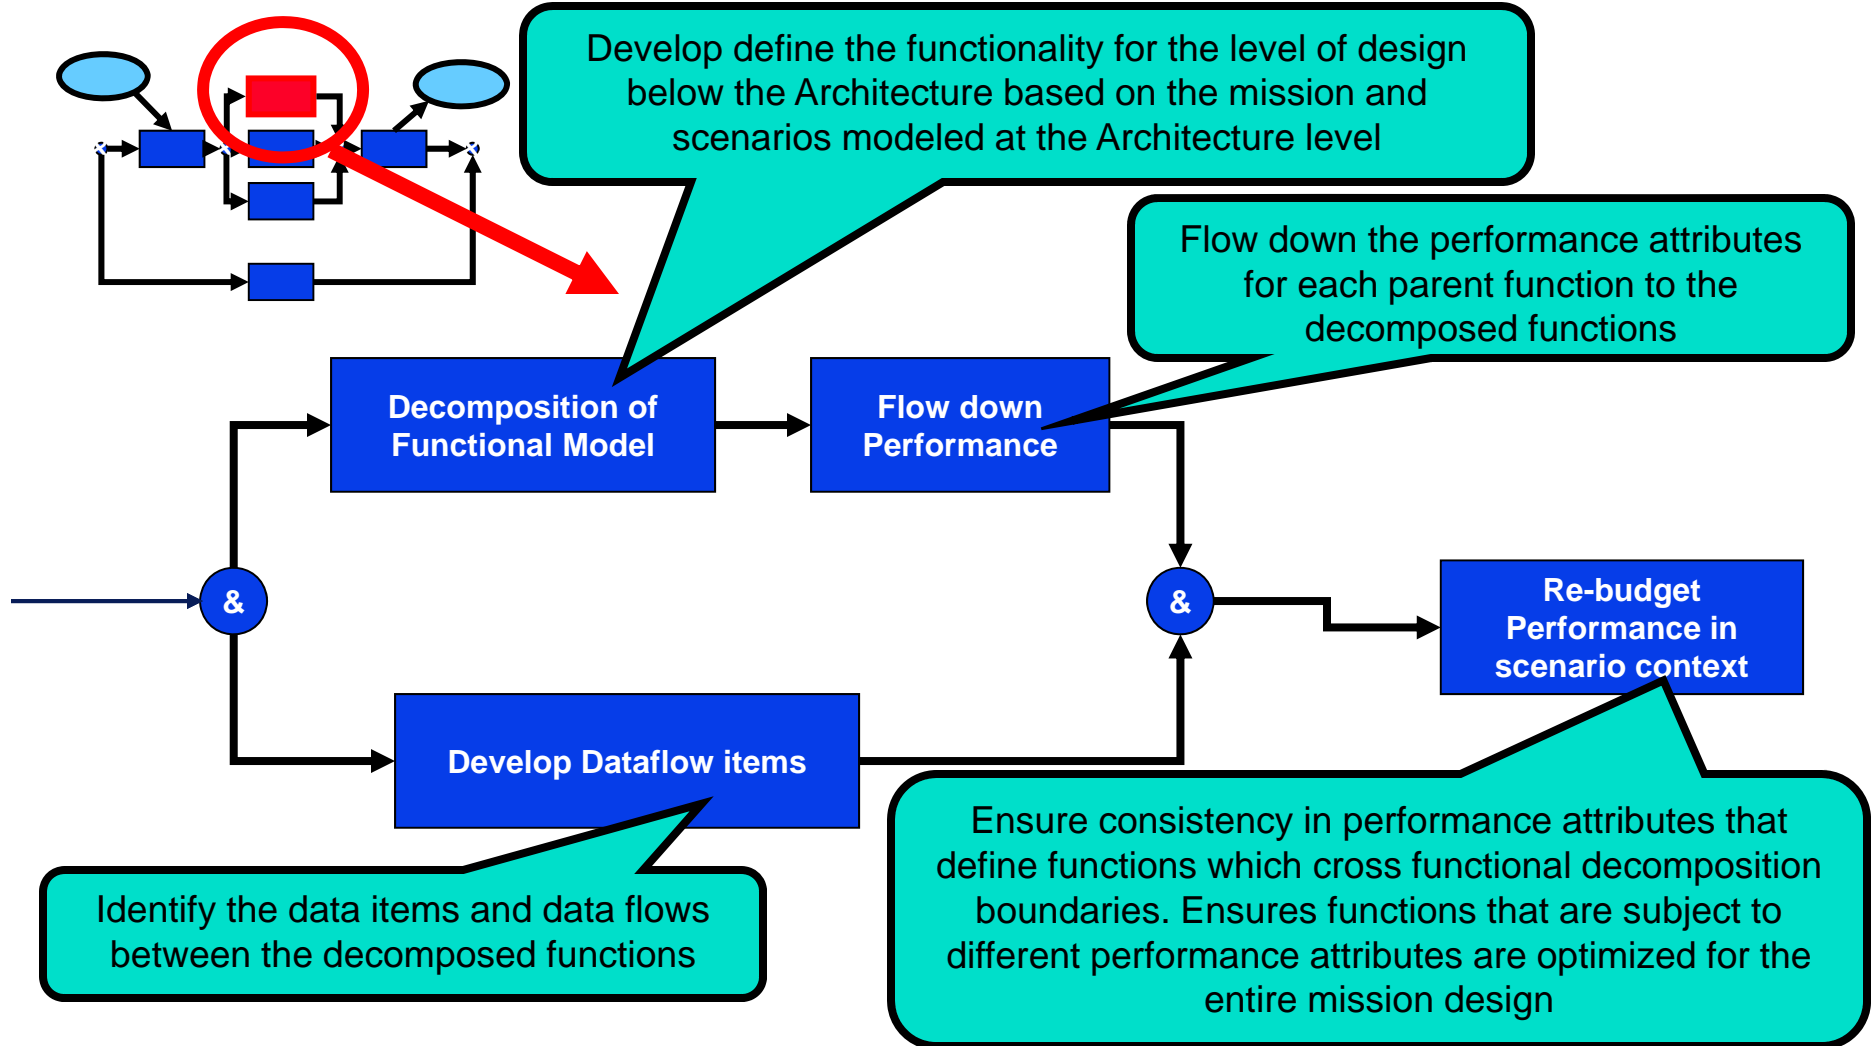 Develop define the functionality for the level of design
below the Architecture based on the mission and
scenarios modeled at the Architecture level
Flow down the performance attributes
for each parent function to the
decomposed functions
Decomposition of
Functional Model
Flow down
Performance
&
&
Re-budget
Performance in
scenario context
Develop Dataflow items
Identify the data items and data flows
between the decomposed functions
Ensure consistency in performance attributes that
define functions which cross functional decomposition
boundaries. Ensures functions that are subject to
different performance attributes are optimized for the
entire mission design